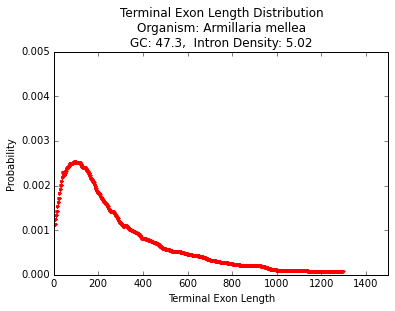 Terminal Exon Length Distribution
Organism: Armillaria mellea
GC: 47.3,  Intron Density: 5.02
0.005
0.004
0.003
0.002
0.001
0.000
Probability
0 200 400 600 800 1000 1200 1400
Terminal Exon Length